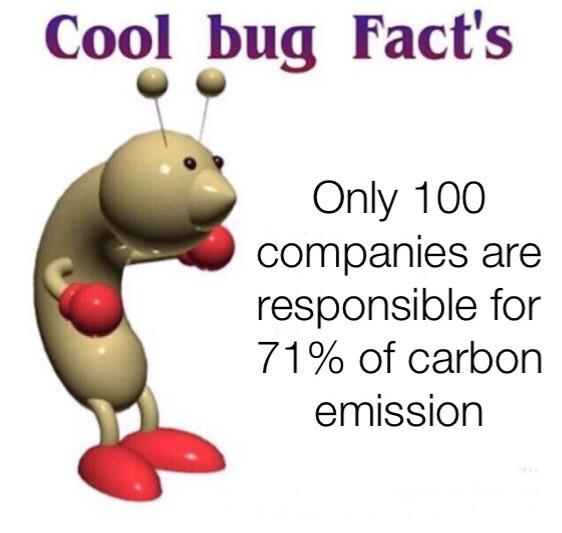 Cool bug Fact's
Only 100
companies are
responsible for
71% of carbon
emission